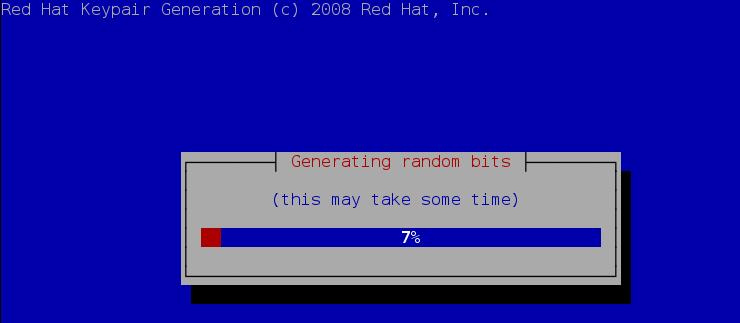 Red Hat Keypair Generation (c) 2008 Red Hat, Inc.
Generating random bits
(this may take some time)
7%